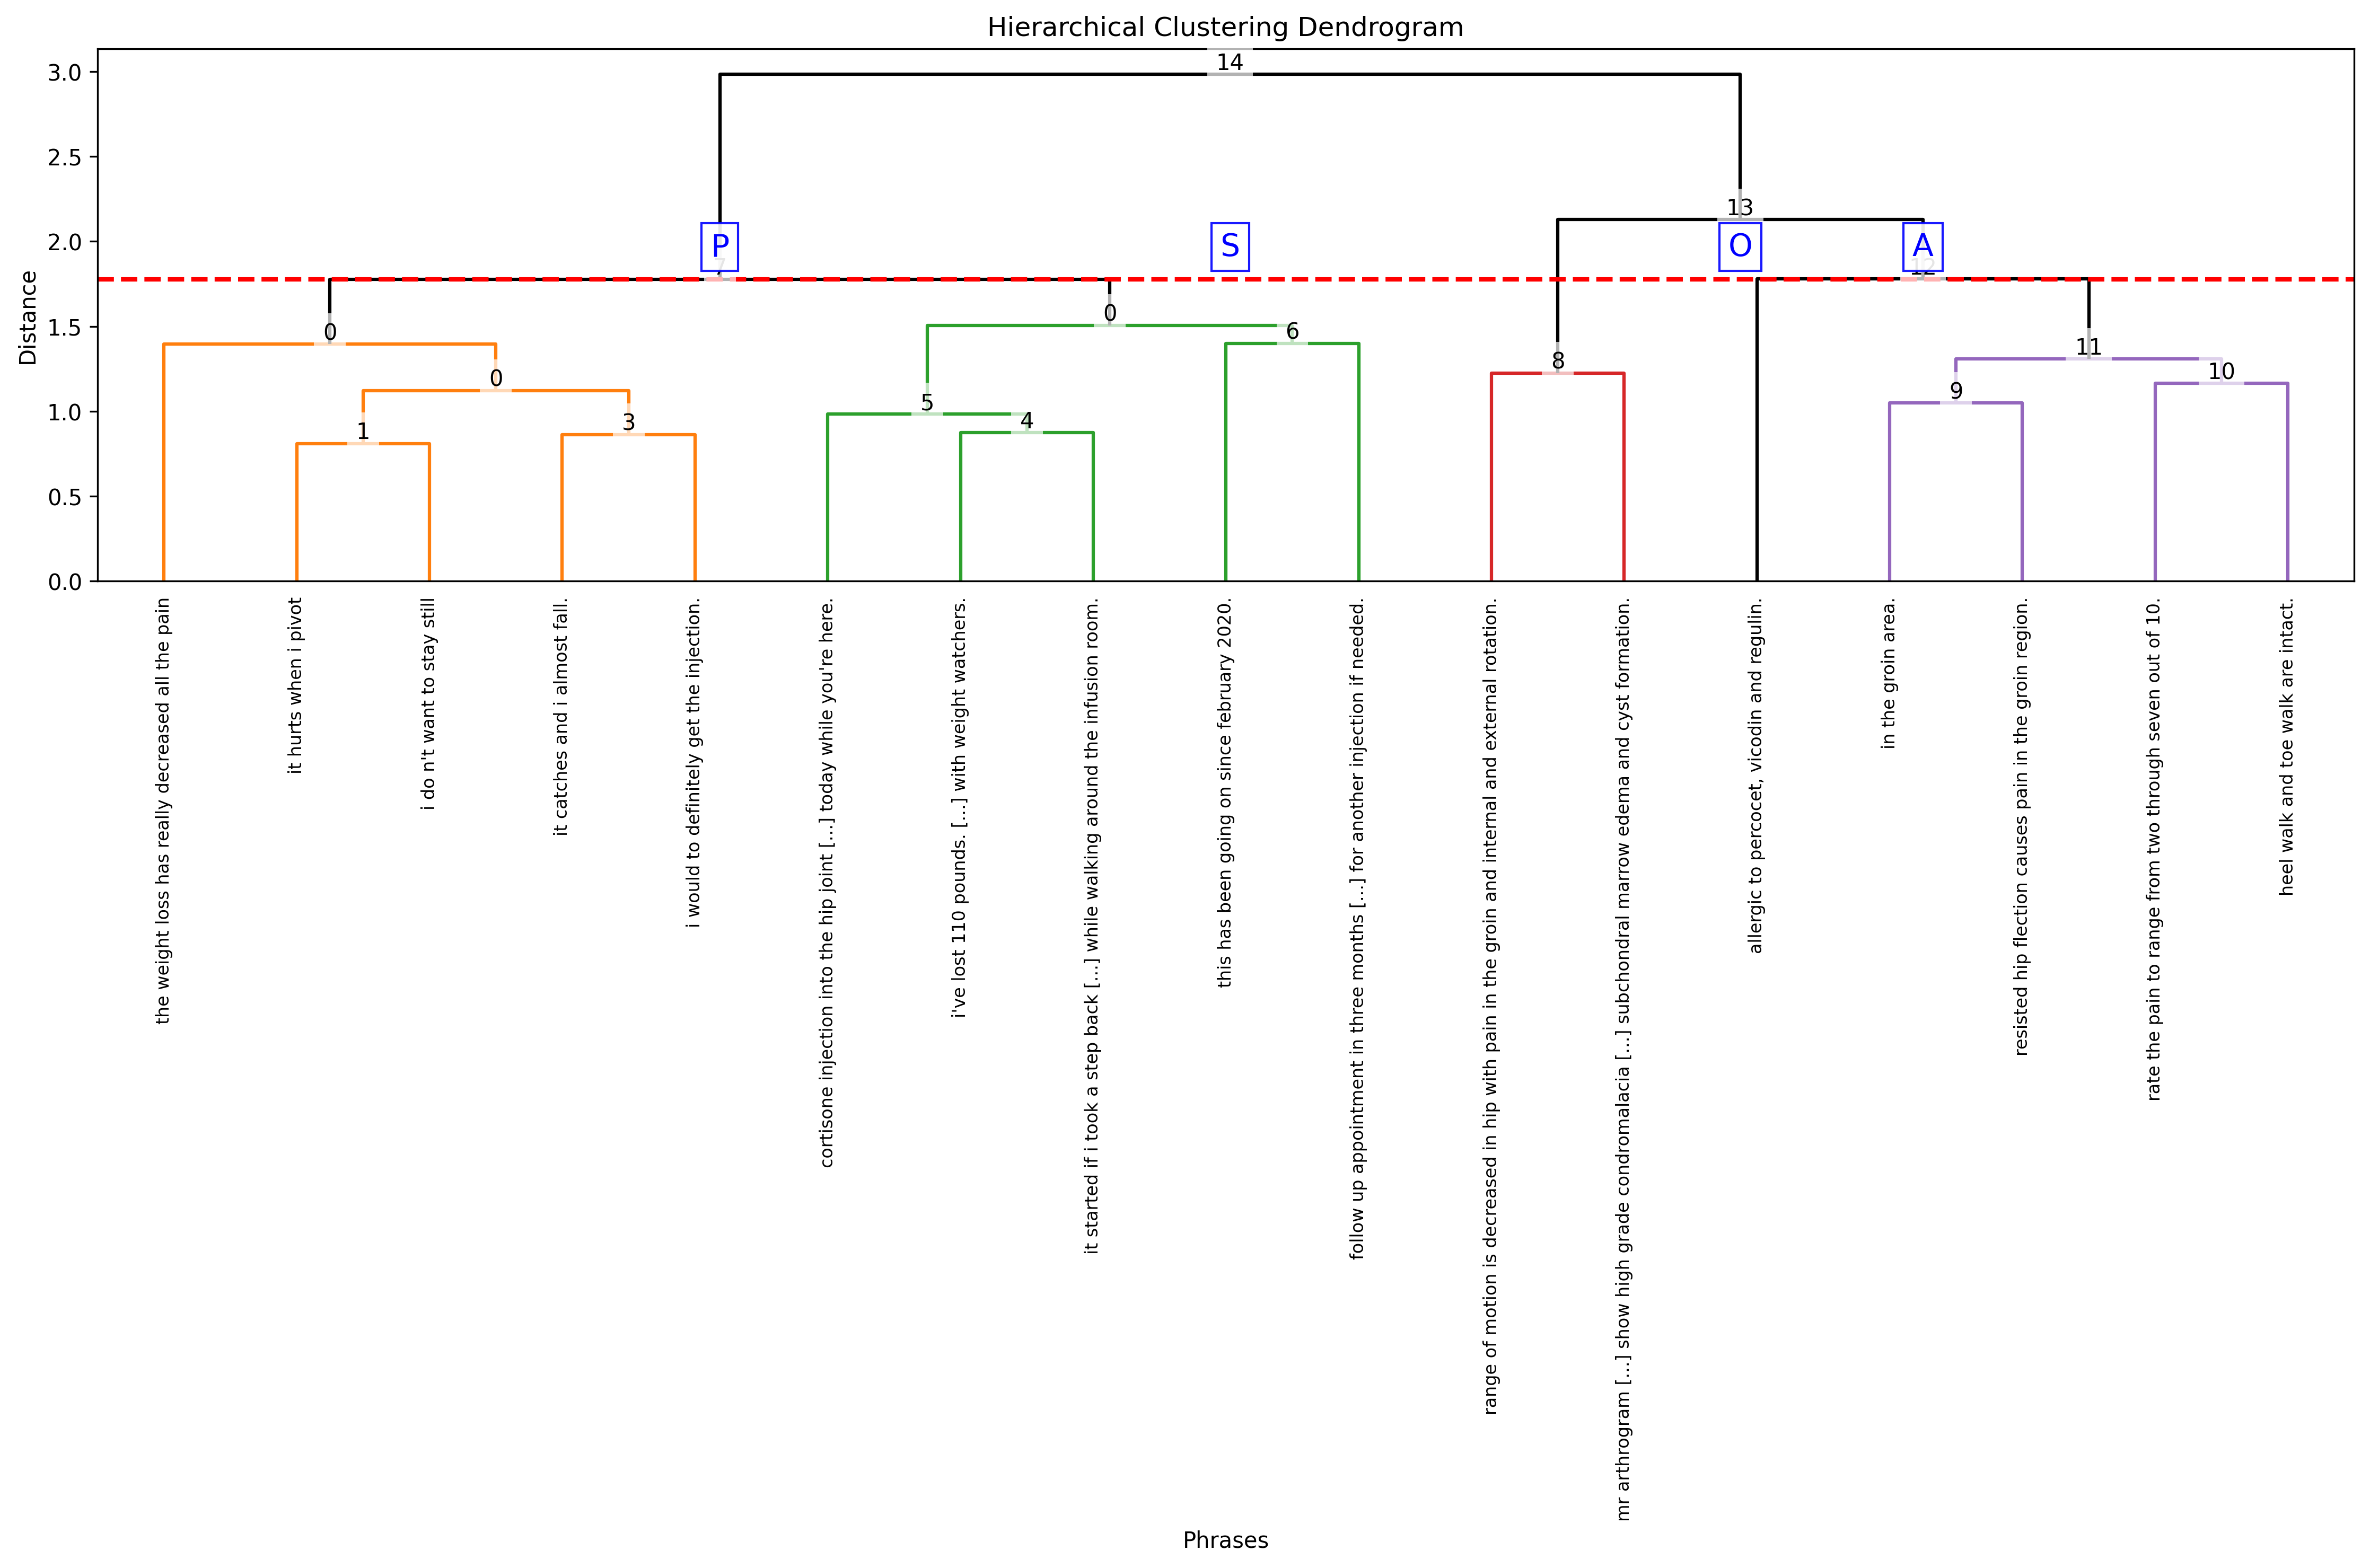 Hierarchical Clustering Dendrogram
14
3.0
2.5
13
P
S
O
A
2.0
7
12
Distance
0
0
6
1.5
0
8
11
10
5
4
9
1.0
1
3
0.5
0.0
the weight loss has really decreased all the pain
it hurts when i pivot
i do n't want to stay still
it catches and i almost fall.
i would to definitely get the injection.
cortisone injection into the hip joint [...] today while you're here.
i've lost 110 pounds. [...] with weight watchers.
it started if i took a step back [...] while walking around the infusion room.
this has been going on since february 2020.
follow up appointment in three months [...] for another injection if needed.
range of motion is decreased in hip with pain in the groin and internal and external rotation.
mr arthrogram [...] show high grade condromalacia [...] subchondral marrow edema and cyst formation.
allergic to percocet, vicodin and regulin.
in the groin area.
resisted hip flection causes pain in the groin region.
rate the pain to range from two through seven out of 10.
heel walk and toe walk are intact.
Phrases